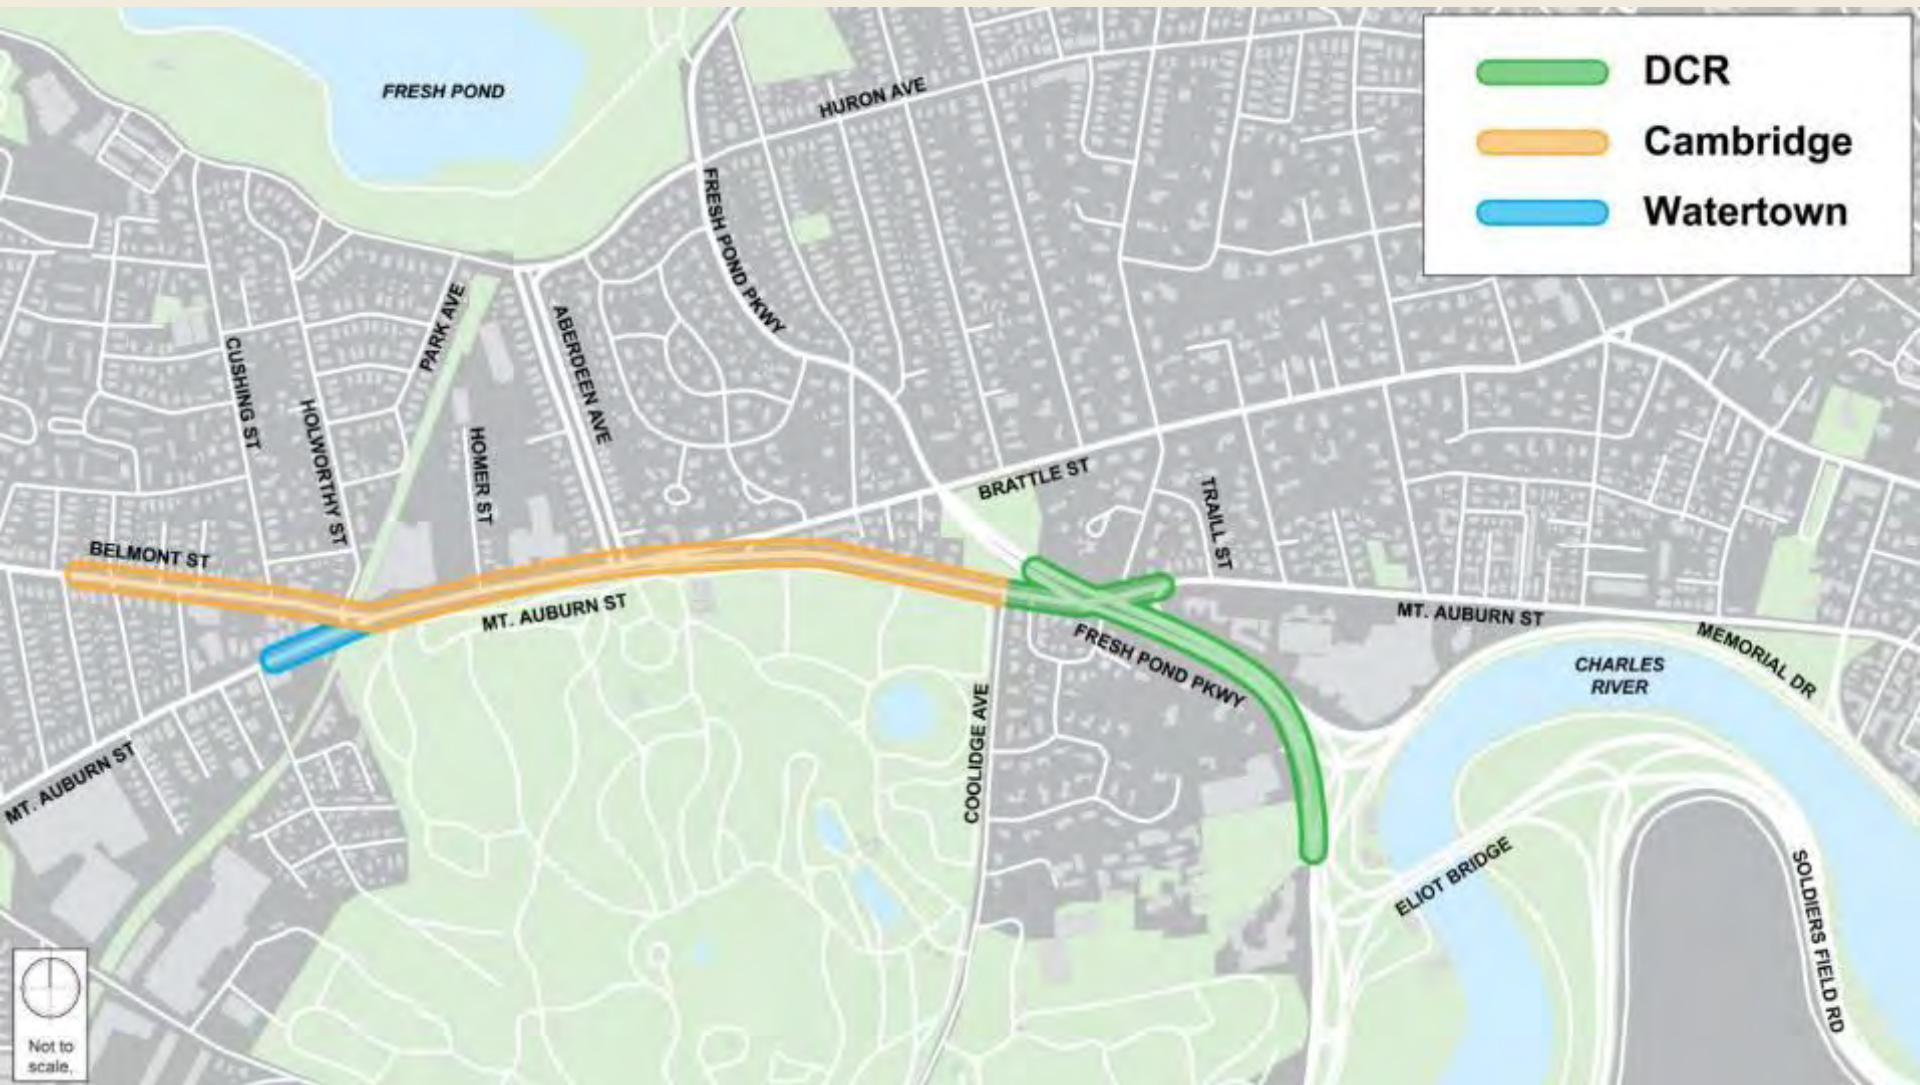 FRESH POND
HURON AVE
DCR
Cambridge
Watertown
FRESH POND PKWY
PARK AVE
ABERDEEN AVE
CUSHING ST
HOLWORTHY ST
HOMER ST
BRATTLE ST
TRAILL ST
BELMONT ST
MT. AUBURN ST
MT. AUBURN ST
FRESH POND PKWY
MEMORIAL DR
CHARLES
RIVER
COOLIDGE AVE
MT. AUBURN ST
ELIOT BRIDGE
SOLDIERS FIELD RD
Not to
scale.